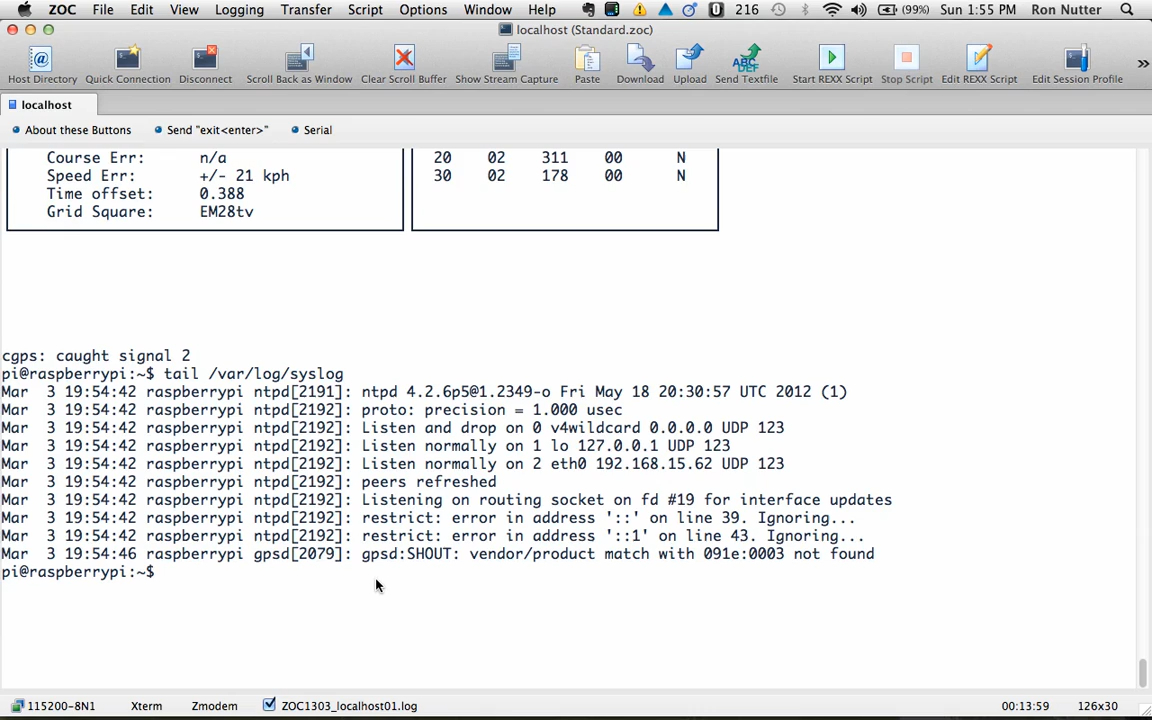 ZOC File Edit View Logging Transfer Script Options Window Help 216 (99%) Sun 1:55 PM Ron Nutter
localhost (Standard.zoc)
Host Directory Quick Connection Disconnect Scroll Back as Window Clear Scroll Buffer Show Stream Capture Paste Download Upload Send Textfile Start REXX Script Stop Script Edit REXX Script Edit Session Profile
localhost
About these Buttons Send "exit<enter>" Serial
Course Err: n/a 20 02 311 00 N
Speed Err: +/- 21 kph 30 02 178 00 N
Time offset: 0.388
Grid Square: EM28tv
cgps: caught signal 2
pi@raspberrypi:~$ tail /var/log/syslog
Mar 3 19:54:42 raspberrypi ntpd[2191]: ntpd 4.2.6p5@1.2349-o Fri May 18 20:30:57 UTC 2012 (1)
Mar 3 19:54:42 raspberrypi ntpd[2192]: proto: precision = 1.000 usec
Mar 3 19:54:42 raspberrypi ntpd[2192]: Listen and drop on 0 v4wildcard 0.0.0.0 UDP 123
Mar 3 19:54:42 raspberrypi ntpd[2192]: Listen normally on 1 lo 127.0.0.1 UDP 123
Mar 3 19:54:42 raspberrypi ntpd[2192]: Listen normally on 2 eth0 192.168.15.62 UDP 123
Mar 3 19:54:42 raspberrypi ntpd[2192]: peers refreshed
Mar 3 19:54:42 raspberrypi ntpd[2192]: Listening on routing socket on fd #19 for interface updates
Mar 3 19:54:42 raspberrypi ntpd[2192]: restrict: error in address '::' on line 39. Ignoring...
Mar 3 19:54:42 raspberrypi ntpd[2192]: restrict: error in address '::1' on line 43. Ignoring...
Mar 3 19:54:46 raspberrypi gpsd[2079]: gpsd:SHOUT: vendor/product match with 091e:0003 not found
pi@raspberrypi:~$
115200-8N1 Xterm Zmodem ZOC1303_localhost01.log 00:13:59 126x30